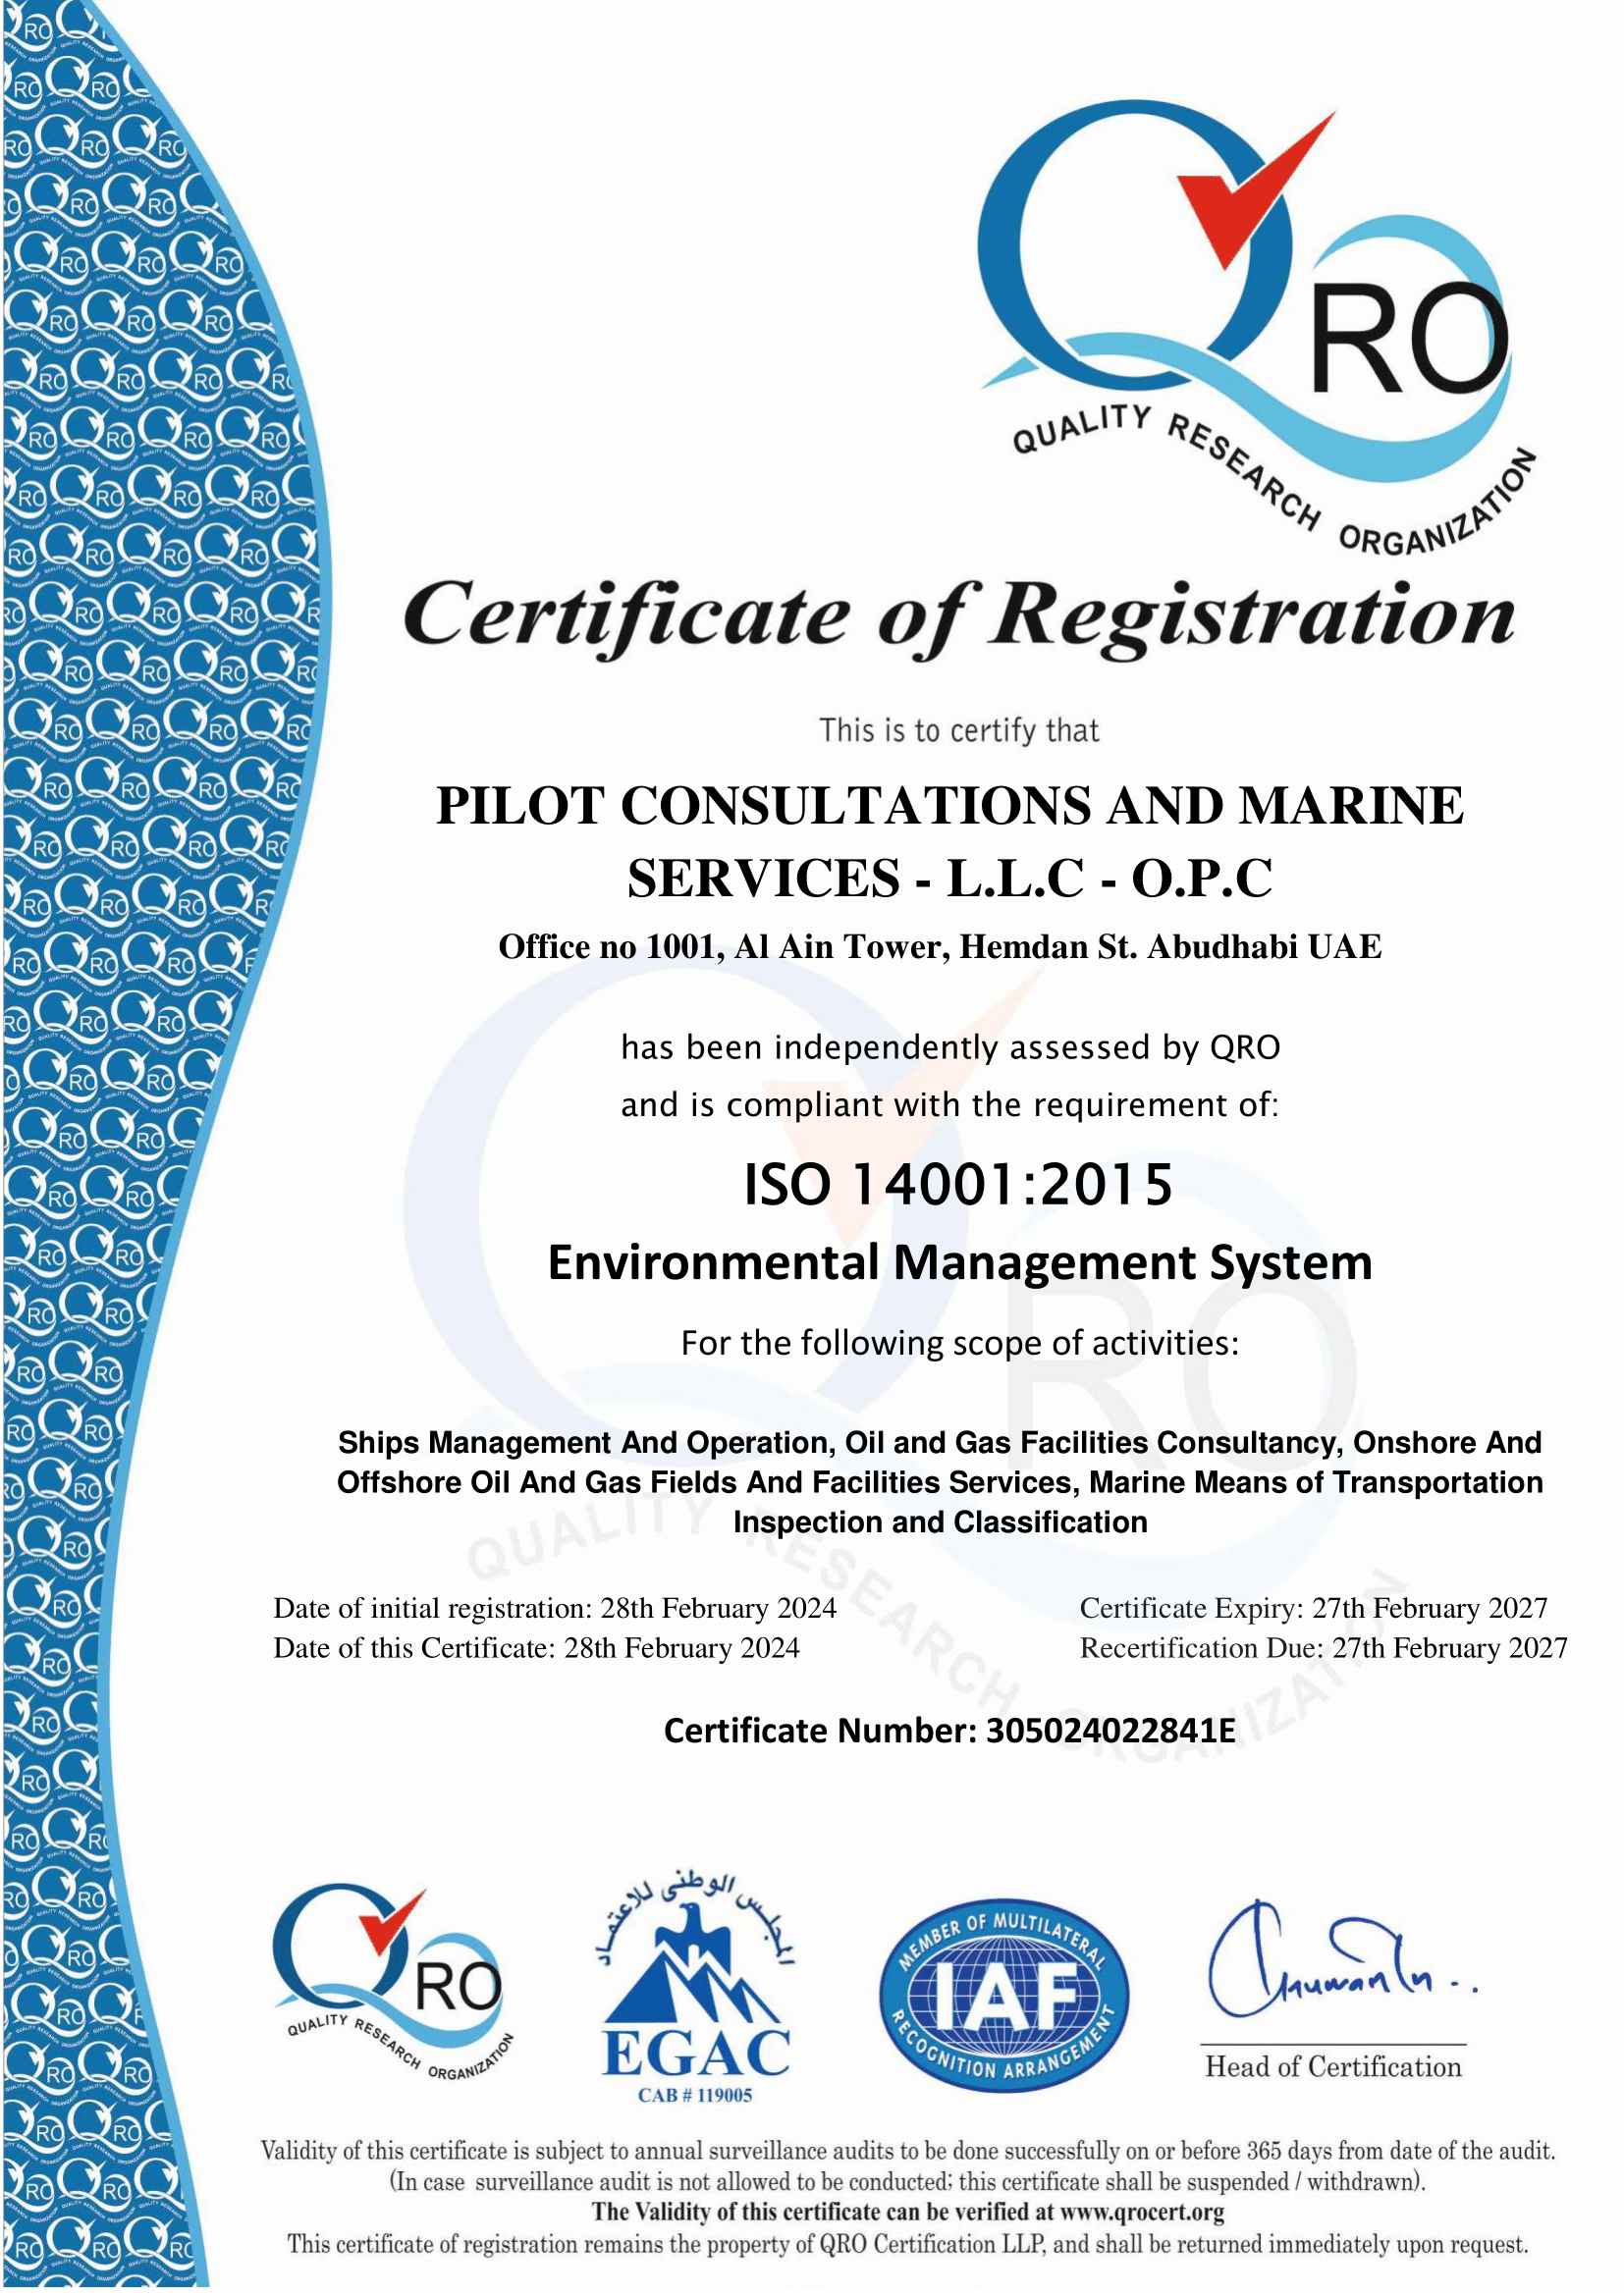 QRO
QUALITY RESEARCH ORGANIZATION
Certificate of Registration
This is to certify that
PILOT CONSULTATIONS AND MARINE
SERVICES - L.L.C - O.P.C
Office no 1001, Al Ain Tower, Hemdan St. Abudhabi UAE
has been independently assessed by QRO
and is compliant with the requirement of:
ISO 14001:2015
Environmental Management System
For the following scope of activities:
Ships Management And Operation, Oil and Gas Facilities Consultancy, Onshore And
Offshore Oil And Gas Fields And Facilities Services, Marine Means of Transportation
Inspection and Classification
Date of initial registration: 28th February 2024
Certificate Expiry: 27th February 2027
Date of this Certificate: 28th February 2024
Recertification Due: 27th February 2027
Certificate Number: 305024022841E
QRO
QUALITY RESEARCH ORGANIZATION
المجلس الوطنى للاعتماد
EGAC
CAB # 119005
MEMBER OF MULTILATERAL
IAF
RECOGNITION ARRANGEMENT
Head of Certification
Validity of this certificate is subject to annual surveillance audits to be done successfully on or before 365 days from date of the audit.
(In case surveillance audit is not allowed to be conducted; this certificate shall be suspended / withdrawn).
The Validity of this certificate can be verified at www.qrocert.org
This certificate of registration remains the property of QRO Certification LLP, and shall be returned immediately upon request.